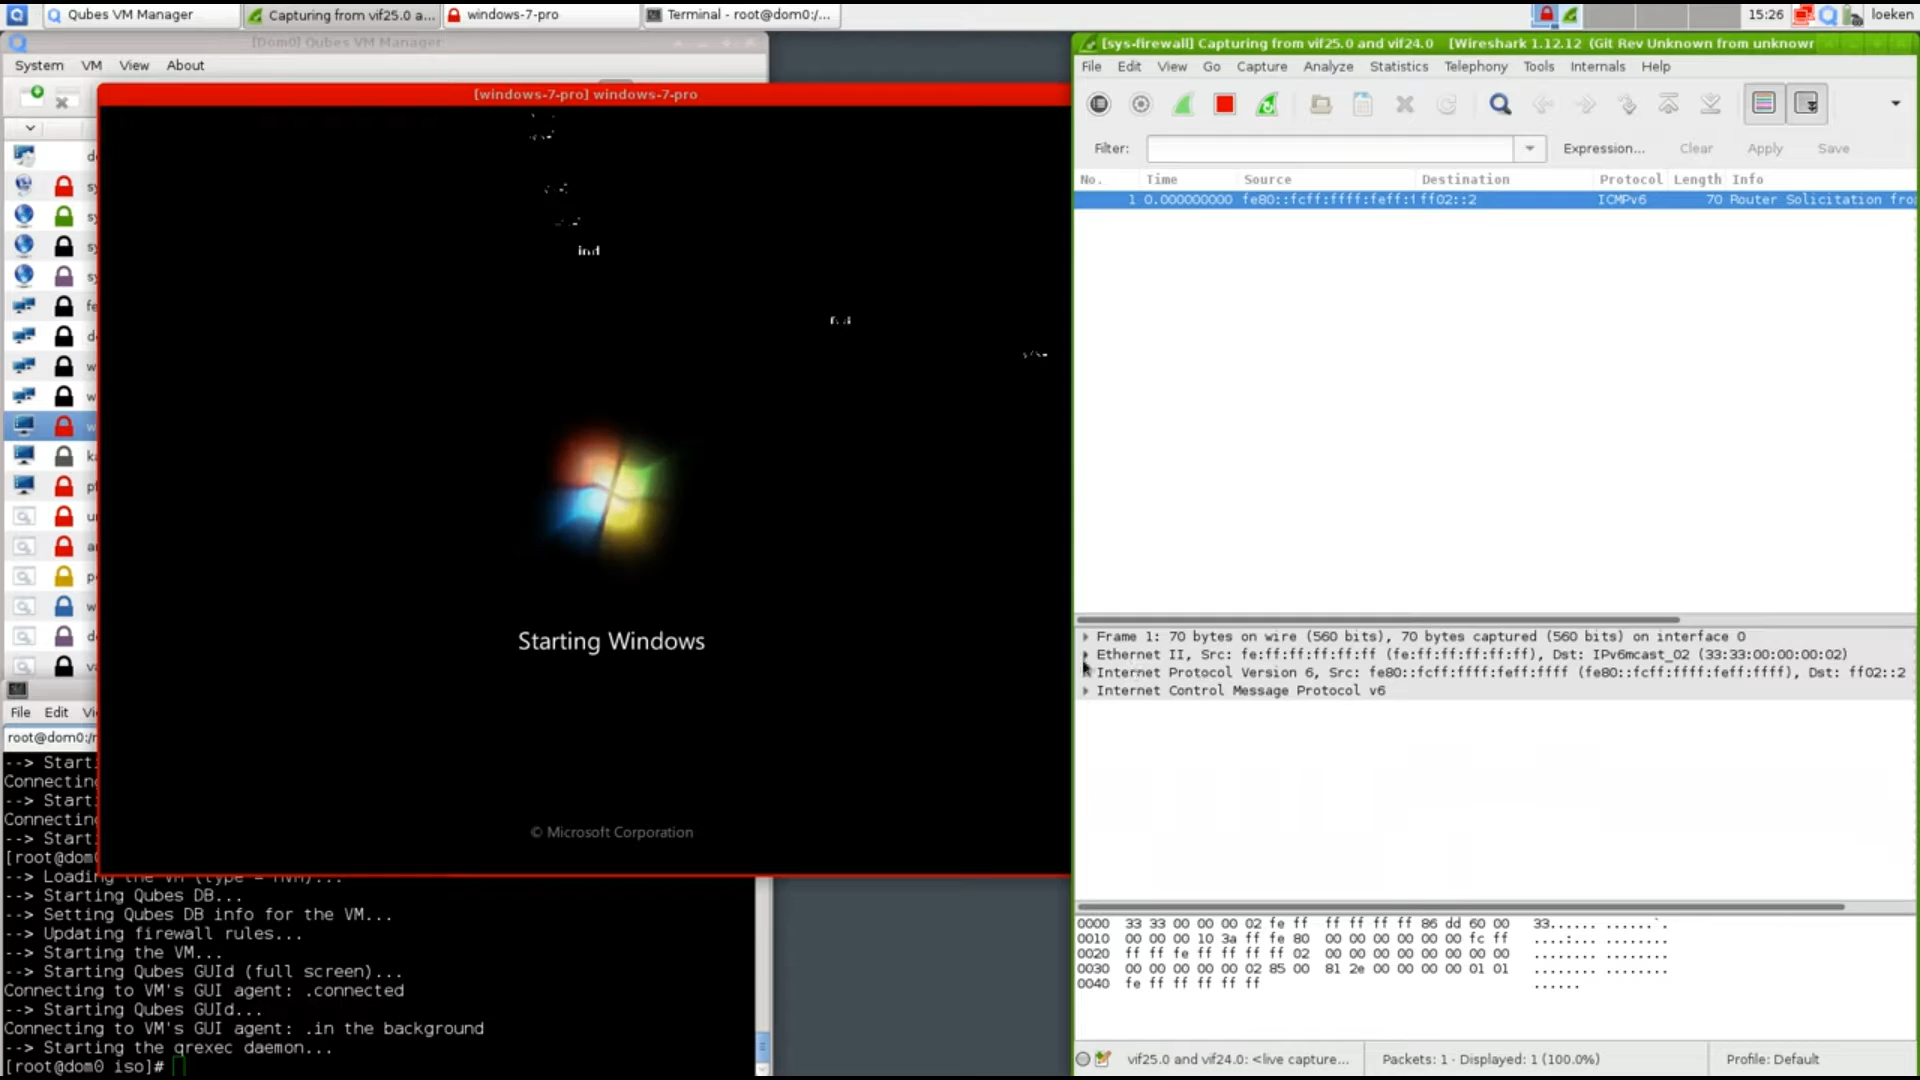 Qubes VM Manager
Capturing from vif25.0 a...
windows-7-pro
Terminal - root@dom0:/...
15:26
loeken
[Dom0] Qubes VM Manager
System VM View About
[windows-7-pro] windows-7-pro
Starting Windows
© Microsoft Corporation
File Edit
root@dom0:/
--> Starti
Connecting
--> Starti
Connecting
--> Starti
[root@dom0
--> Loading the VM (type = HVM)...
--> Starting Qubes DB...
--> Setting Qubes DB info for the VM...
--> Updating firewall rules...
--> Starting the VM...
--> Starting Qubes GUId (full screen)...
Connecting to VM's GUI agent: .connected
--> Starting Qubes GUId...
Connecting to VM's GUI agent: .in the background
--> Starting the qrexec daemon...
[root@dom0 iso]#
[sys-firewall] Capturing from vif25.0 and vif24.0 [Wireshark 1.12.12 (Git Rev Unknown from unknowr
File Edit View Go Capture Analyze Statistics Telephony Tools Internals Help
Filter: Expression... Clear Apply Save
No. Time Source Destination Protocol Length Info
1 0.000000000 fe80::fcff:ffff:feff:1 ff02::2 ICMPv6 70 Router Solicitation fro
Frame 1: 70 bytes on wire (560 bits), 70 bytes captured (560 bits) on interface 0
Ethernet II, Src: fe:ff:ff:ff:ff:ff (fe:ff:ff:ff:ff:ff), Dst: IPv6mcast_02 (33:33:00:00:00:02)
Internet Protocol Version 6, Src: fe80::fcff:ffff:feff:ffff (fe80::fcff:ffff:feff:ffff), Dst: ff02::2
Internet Control Message Protocol v6
0000 33 33 00 00 00 02 fe ff ff ff ff ff 86 dd 60 00 33...... ......`.
0010 00 00 00 10 3a ff fe 80 00 00 00 00 00 00 fc ff ....:... ........
0020 ff ff fe ff ff ff ff 02 00 00 00 00 00 00 00 00 ........ ........
0030 00 00 00 00 00 02 85 00 81 2e 00 00 00 00 01 01 ........ ........
0040 fe ff ff ff ff ff ......
vif25.0 and vif24.0: <live capture... Packets: 1 · Displayed: 1 (100.0%) Profile: Default